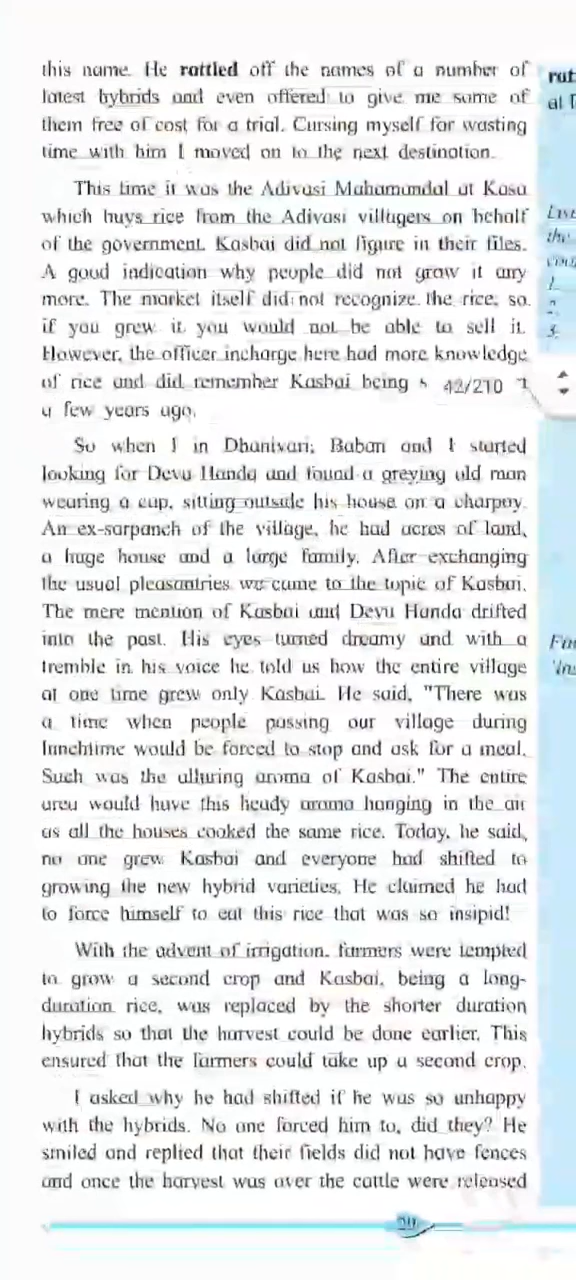 this name. He rattled off the names of a number of
latest hybrids and even offered to give me some of
them free of cost for a trial. Cursing myself for wasting
time with him I moved on to the next destination.
This time it was the Adivasi Mahamandal at Kasa
which buys rice from the Adivasi villagers on behalf
of the government. Kasbai did not figure in their files.
A good indication why people did not grow it any
more. The market itself did not recognize the rice, so
if you grew it you would not be able to sell it.
However, the officer incharge here had more knowledge
of rice and did remember Kasbai being
42/210
a few years ago.
So when I in Dhanivari; Baban and I started
looking for Devu Handa and found a greying old man
wearing a cap, sitting outside his house on a charpoy.
An ex-sarpanch of the village, he had acres of land,
a huge house and a large family. After exchanging
the usual pleasantries we came to the topic of Kasbai.
The mere mention of Kasbai and Devu Handa drifted
into the past. His eyes turned dreamy and with a
tremble in his voice he told us how the entire village
at one time grew only Kasbai. He said, "There was
a time when people passing our village during
lunchtime would be forced to stop and ask for a meal.
Such was the alluring aroma of Kasbai." The entire
area would have this heady aroma hanging in the air
as all the houses cooked the same rice. Today, he said,
no one grew Kasbai and everyone had shifted to
growing the new hybrid varieties. He claimed he had
to force himself to eat this rice that was so insipid!
With the advent of irrigation, farmers were tempted
to grow a second crop and Kasbai, being a long-
duration rice, was replaced by the shorter duration
hybrids so that the harvest could be done earlier. This
ensured that the farmers could take up a second crop.
I asked why he had shifted if he was so unhappy
with the hybrids. No one forced him to, did they? He
smiled and replied that their fields did not have fences
and once the harvest was over the cattle were released
the
1
2.
3.